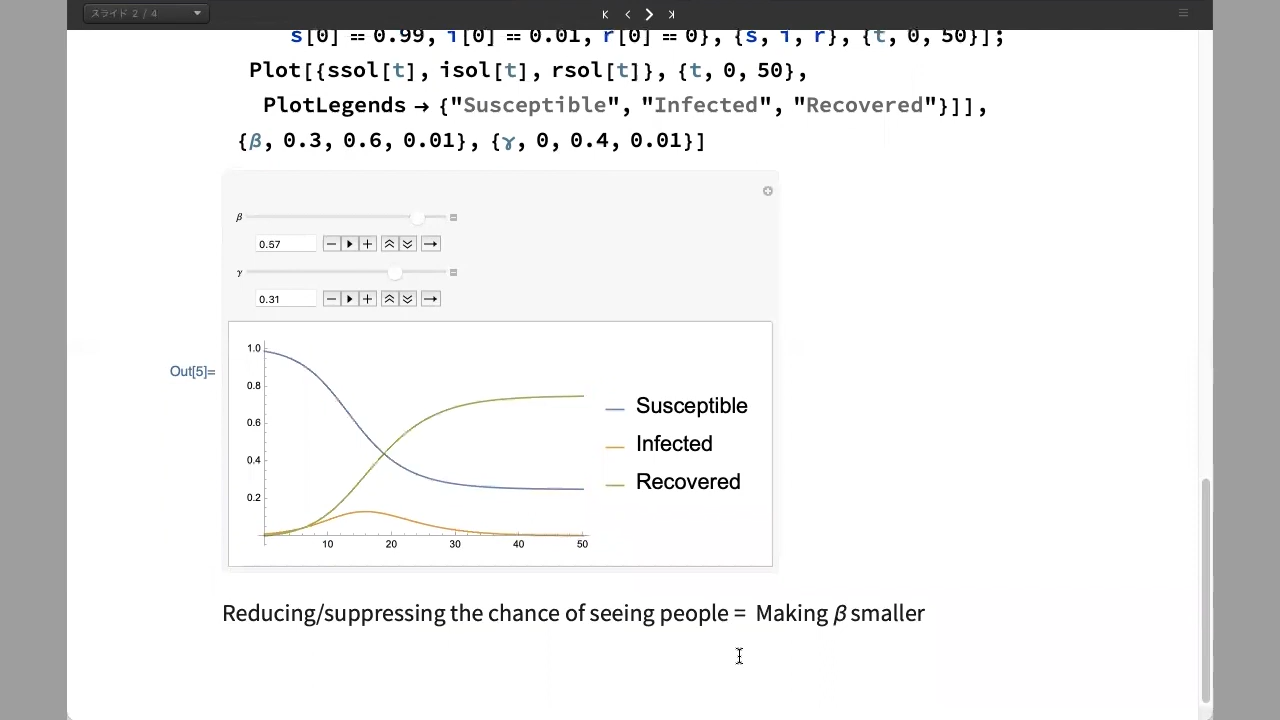 スライド 2 / 4
s[0] == 0.99, i[0] == 0.01, r[0] == 0}, {s, i, r}, {t, 0, 50}];
Plot[{ssol[t], isol[t], rsol[t]}, {t, 0, 50},
PlotLegends → {"Susceptible", "Infected", "Recovered"}]],
{β, 0.3, 0.6, 0.01}, {γ, 0, 0.4, 0.01}]
β
0.57
γ
0.31
Out[5]=
1.0
0.8
0.6
0.4
0.2
10 20 30 40 50
Susceptible
Infected
Recovered
Reducing/suppressing the chance of seeing people = Making β smaller